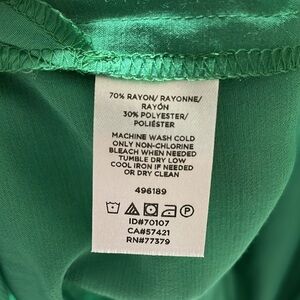 70% RAYON/ RAYONNE/
RAYÓN
30% POLYESTER/
POLIÉSTER
MACHINE WASH COLD
ONLY NON-CHLORINE
BLEACH WHEN NEEDED
TUMBLE DRY LOW
COOL IRON IF NEEDED
OR DRY CLEAN
496189
P
ID#70107
CA#57421
RN#77379